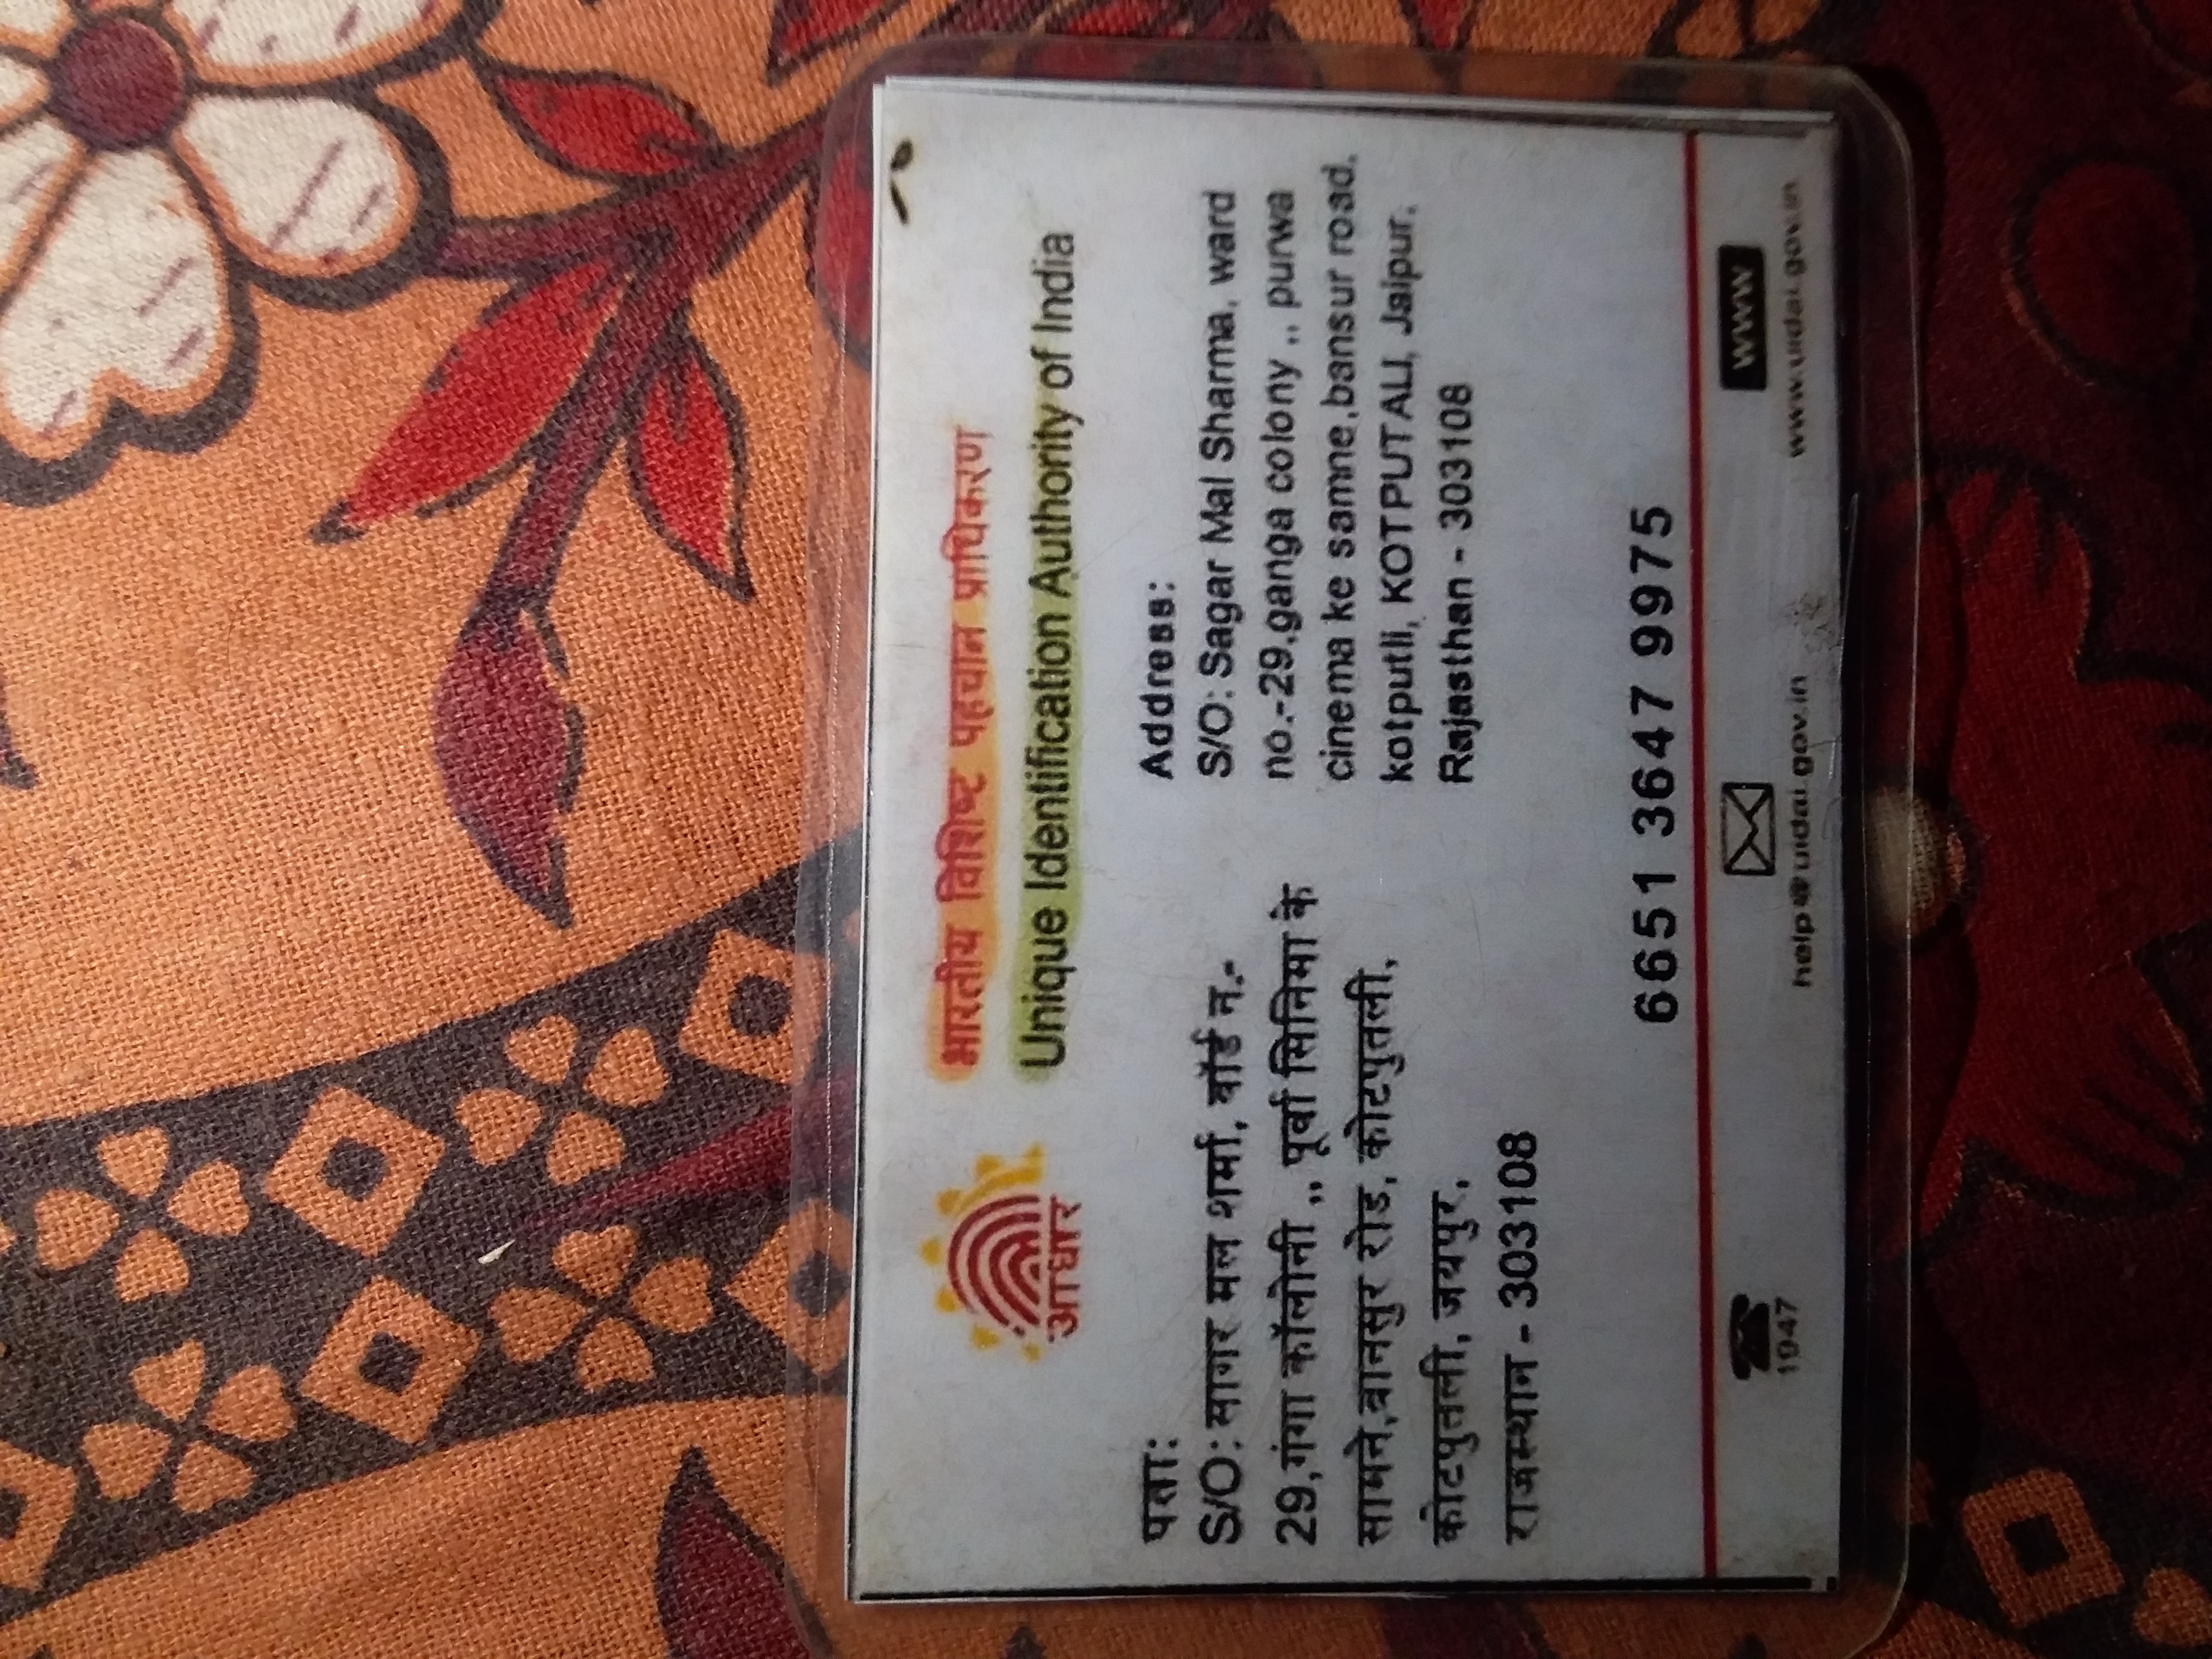 भारतीय विशिष्ट पहचान प्राधिकरण
Unique Identification Authority of India
आधार
पता:
S/O: सागर मल शर्मा, वॉर्ड न.-
29,गंगा कॉलोनी ,, पूर्वा सिनिमा के
सामने,बानसुर रोड, कोटपुतली,
कोटपुतली, जयपुर,
राजस्थान - 303108
Address:
S/O: Sagar Mal Sharma, ward
no.-29,ganga colony ,, purwa
cinema ke samne,bansur road,
kotputli, KOTPUTALI, Jaipur,
Rajasthan - 303108
6651 3647 9975
1947
help@uidai.gov.in
www
www.uidai.gov.in